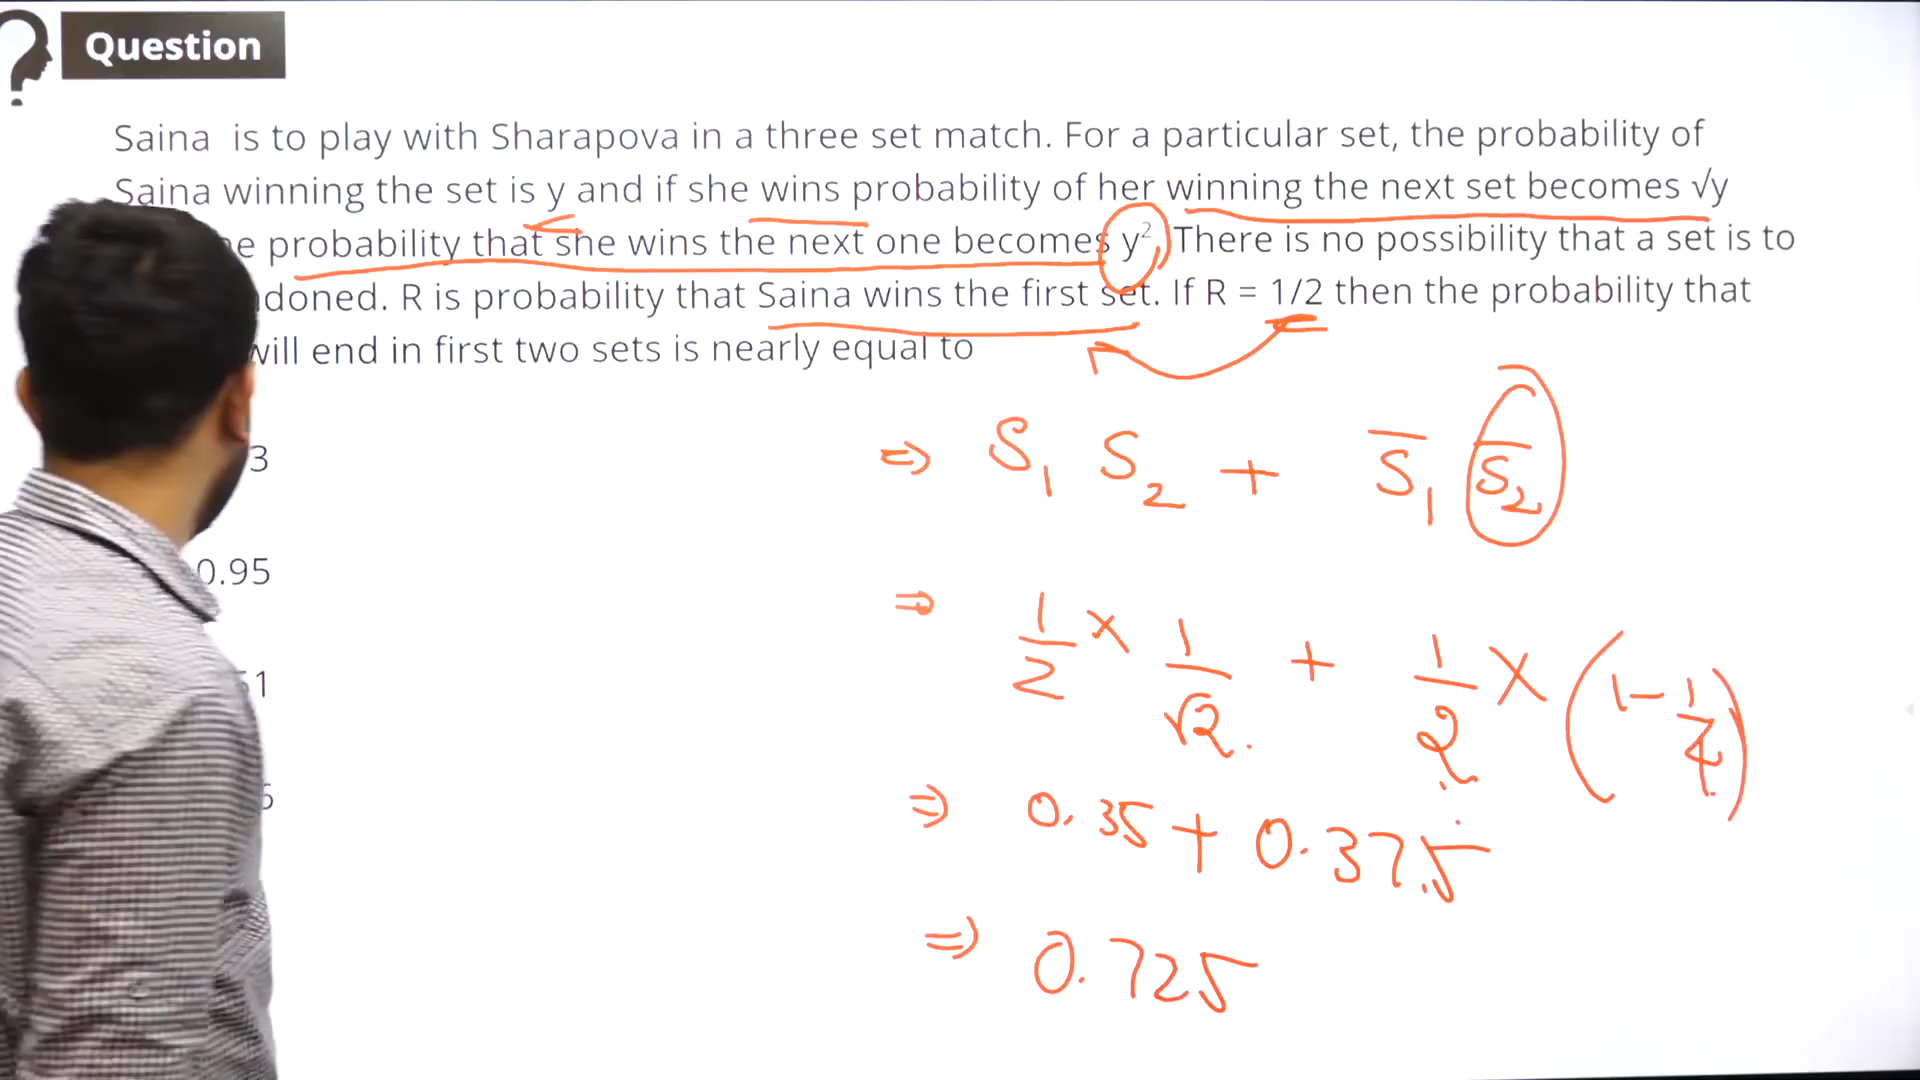 Question
Saina is to play with Sharapova in a three set match. For a particular set, the probability of
Saina winning the set is y and if she wins probability of her winning the next set becomes √y
e probability that she wins the next one becomes y², There is no possibility that a set is to
doned. R is probability that Saina wins the first set. If R = 1/2 then the probability that
will end in first two sets is nearly equal to
3
0.95
1
⇒ S₁ S₂ + S̅₁ S̅₂
⇒ 1/2 × 1/√2 + 1/2 × (1 - 1/4)
⇒ 0.35 + 0.375
⇒ 0.725